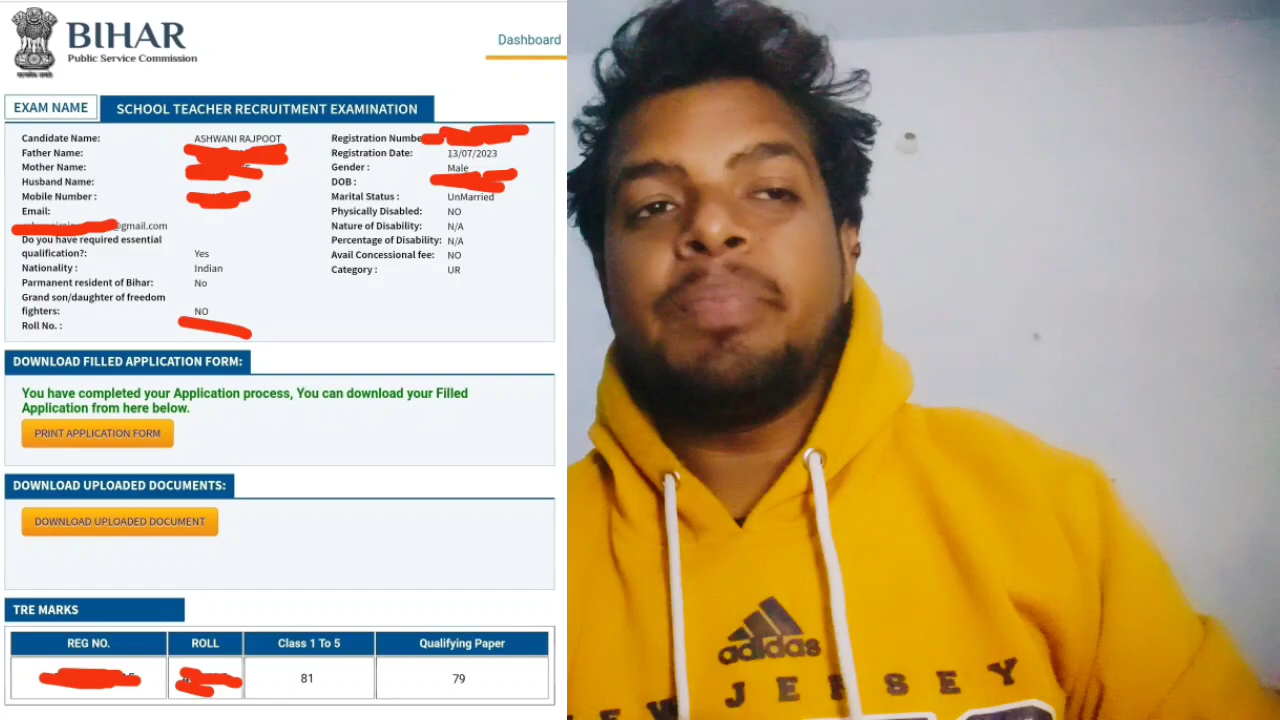 BIHAR
Public Service Commission
Dashboard
EXAM NAME
SCHOOL TEACHER RECRUITMENT EXAMINATION
Candidate Name: ASHWANI RAJPOOT
Father Name:
Mother Name:
Husband Name:
Mobile Number :
Email:
@gmail.com
Do you have required essential
qualification?: Yes
Nationality : Indian
Parmanent resident of Bihar: No
Grand son/daughter of freedom
fighters: NO
Roll No. :
Registration Numbe
Registration Date: 13/07/2023
Gender : Male
DOB :
Marital Status : UnMarried
Physically Disabled: NO
Nature of Disability: N/A
Percentage of Disability: N/A
Avail Concessional fee: NO
Category : UR
DOWNLOAD FILLED APPLICATION FORM:
You have completed your Application process, You can download your Filled
Application from here below.
PRINT APPLICATION FORM
DOWNLOAD UPLOADED DOCUMENTS:
DOWNLOAD UPLOADED DOCUMENT
TRE MARKS
REG NO. ROLL Class 1 To 5 Qualifying Paper
81 79
adidas
EW JERSEY